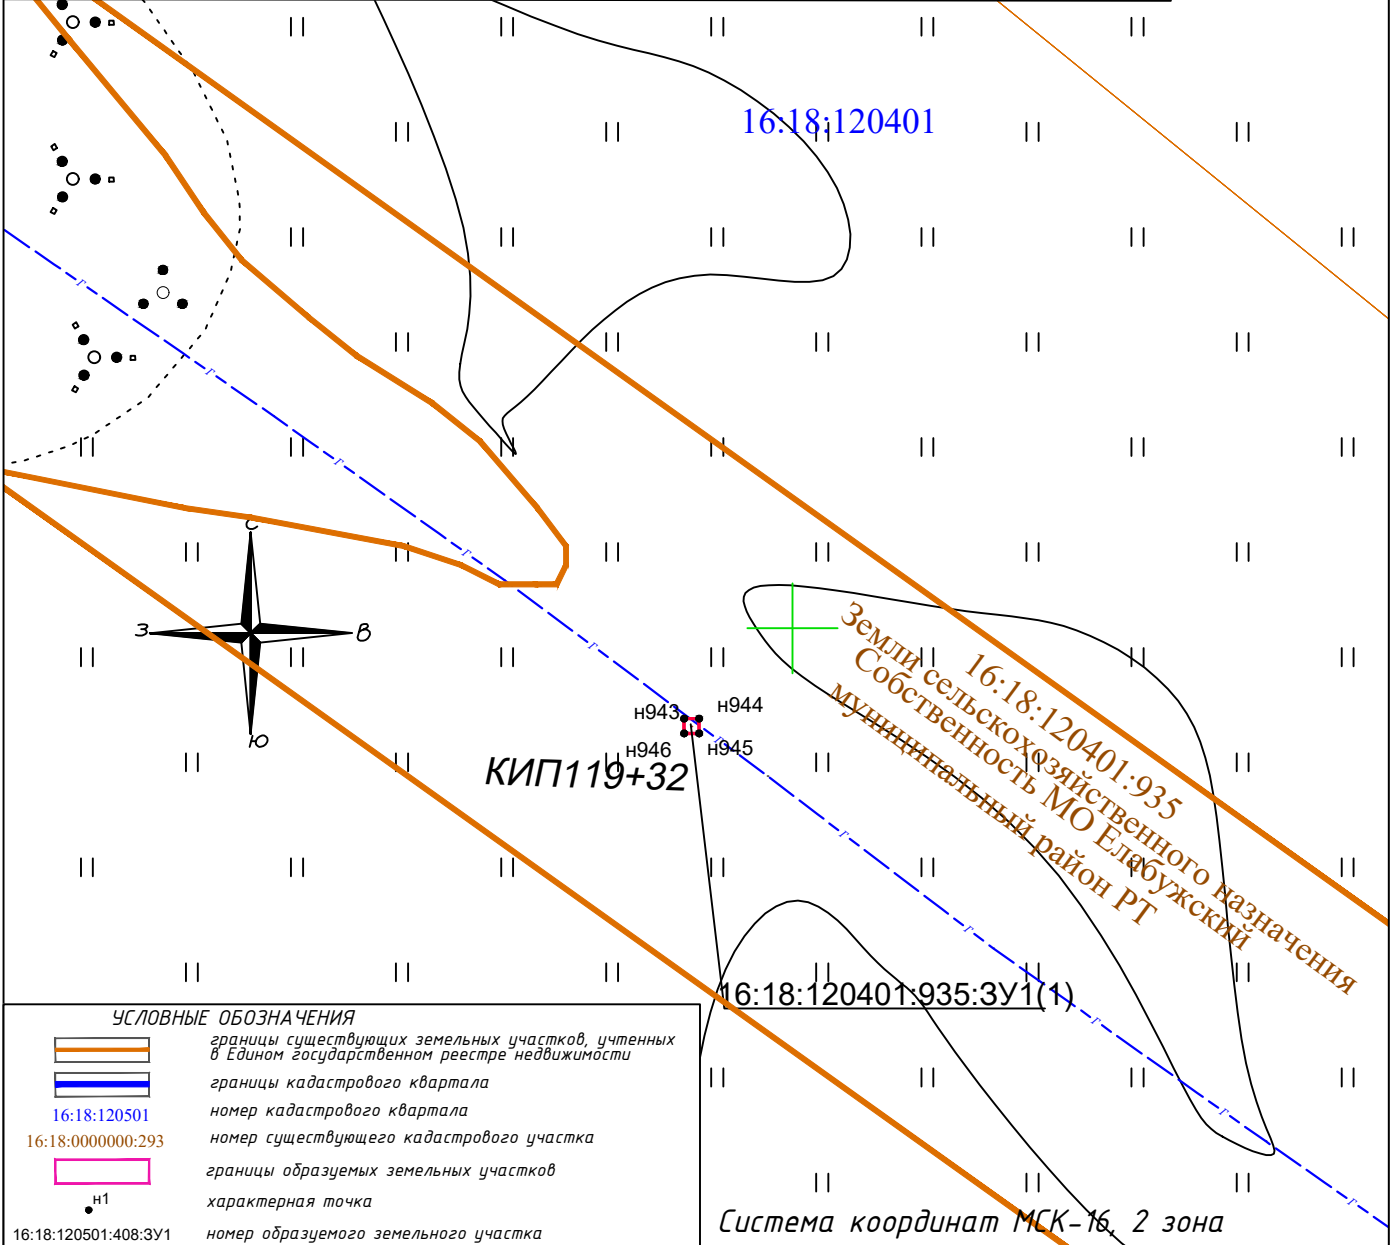 16:18:120401
С
З
В
Ю
н943
н944
н946
н945
КИП119+32
16:18:120401:935
Земли сельскохозяйственного назначения
Собственность МО Елабужский
муниципальный район РТ
16:18:120401:935:ЗУ1(1)
г
г
г
г
г
г
г
г
г
г
г
УСЛОВНЫЕ ОБОЗНАЧЕНИЯ
границы существующих земельных участков, учтенных
в Едином государственном реестре недвижимости
границы кадастрового квартала
16:18:120501 номер кадастрового квартала
16:18:0000000:293 номер существующего кадастрового участка
границы образуемых земельных участков
н1 характерная точка
16:18:120501:408:ЗУ1 номер образуемого земельного участка
Система координат МСК-16, 2 зона